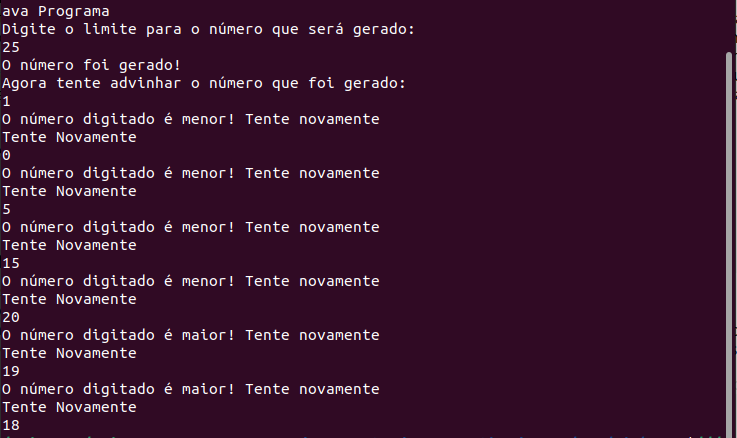 ava Programa
Digite o limite para o número que será gerado:
25
O número foi gerado!
Agora tente advinhar o número que foi gerado:
1
O número digitado é menor! Tente novamente
Tente Novamente
0
O número digitado é menor! Tente novamente
Tente Novamente
5
O número digitado é menor! Tente novamente
Tente Novamente
15
O número digitado é menor! Tente novamente
Tente Novamente
20
O número digitado é maior! Tente novamente
Tente Novamente
19
O número digitado é maior! Tente novamente
Tente Novamente
18